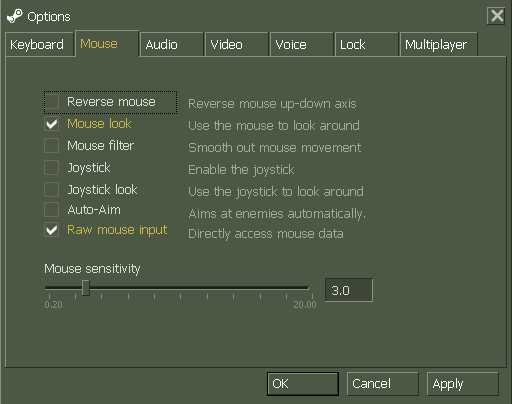 Options
Keyboard Mouse Audio Video Voice Lock Multiplayer
Reverse mouse Reverse mouse up-down axis
Mouse look Use the mouse to look around
Mouse filter Smooth out mouse movement
Joystick Enable the joystick
Joystick look Use the joystick to look around
Auto-Aim Aims at enemies automatically.
Raw mouse input Directly access mouse data
Mouse sensitivity
3.0
0.20 20.00
OK Cancel Apply